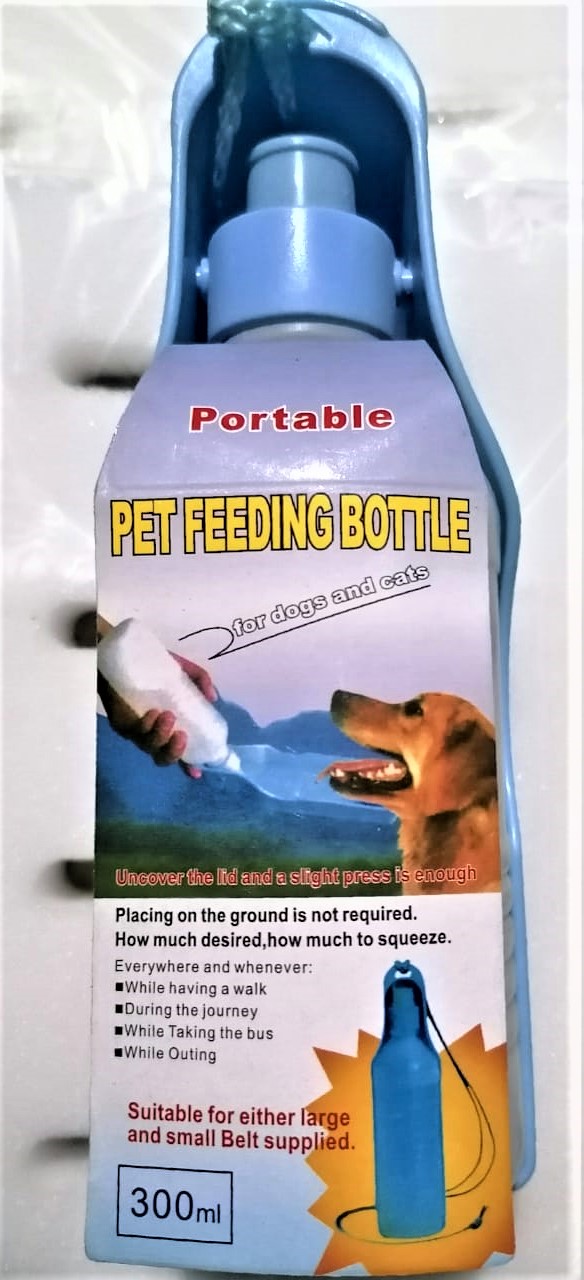 Portable
PET FEEDING BOTTLE
for dogs and cats
Uncover the lid and a slight press is enough
Placing on the ground is not required.
How much desired,how much to squeeze.
Everywhere and whenever:
■While having a walk
■During the journey
■While Taking the bus
■While Outing
Suitable for either large
and small Belt supplied.
300ml